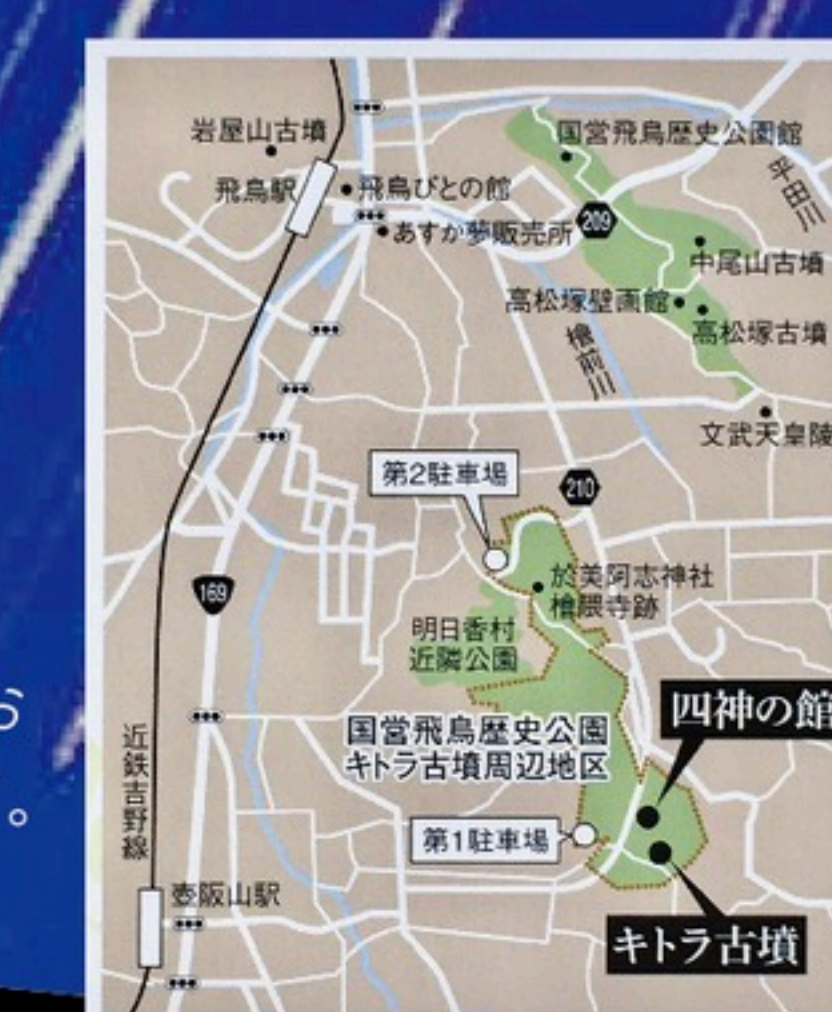 岩屋山古墳
国営飛鳥歴史公園館
平田川
飛鳥駅
飛鳥びとの館
209
あすか夢販売所
中尾山古墳
高松塚壁画館
高松塚古墳
檜前川
文武天皇陵
第2駐車場
210
169
於美阿志神社
檜隈寺跡
明日香村
近隣公園
四神の館
国営飛鳥歴史公園
キトラ古墳周辺地区
近鉄吉野線
第1駐車場
壺阪山駅
キトラ古墳
。